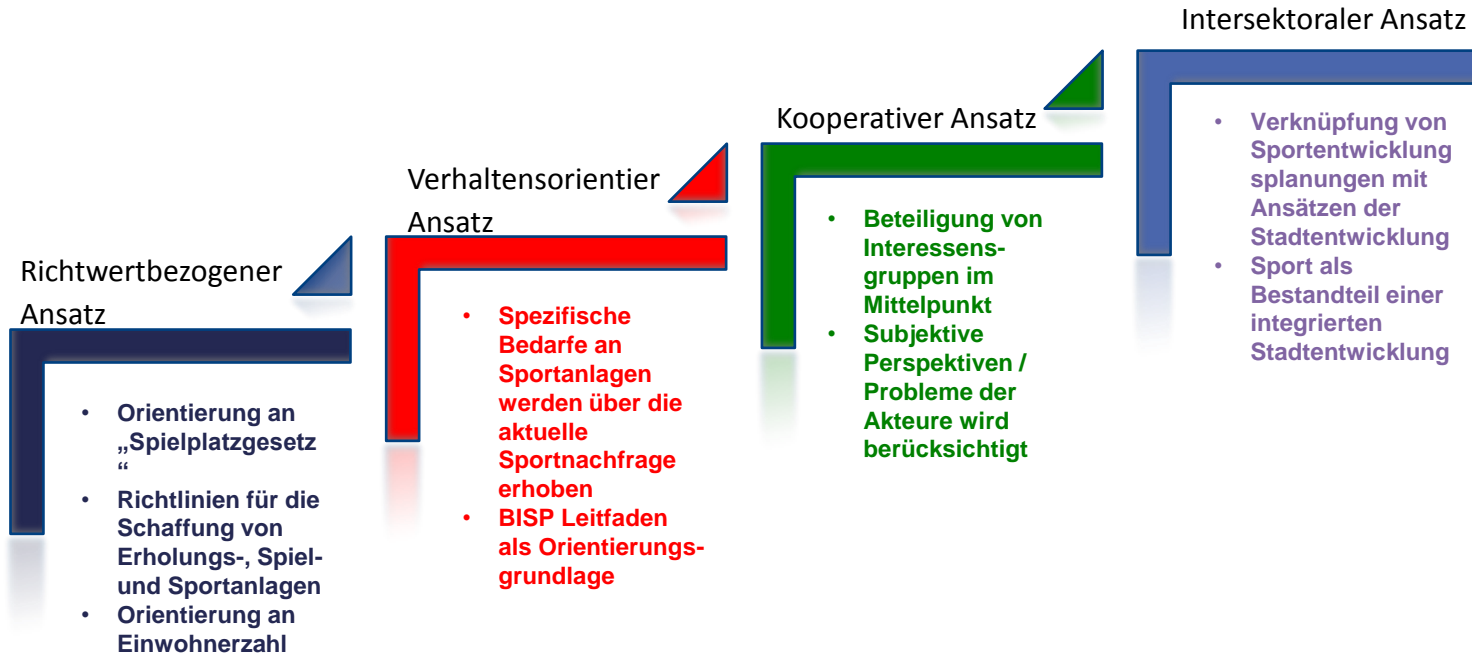 Richtwertbezogener
Ansatz
• Orientierung an
„Spielplatzgesetz
“
• Richtlinien für die
Schaffung von
Erholungs-, Spiel-
und Sportanlagen
• Orientierung an
Einwohnerzahl
Verhaltensorientier
Ansatz
• Spezifische
Bedarfe an
Sportanlagen
werden über die
aktuelle
Sportnachfrage
erhoben
• BISP Leitfaden
als Orientierungs-
grundlage
Kooperativer Ansatz
• Beteiligung von
Interessens-
gruppen im
Mittelpunkt
• Subjektive
Perspektiven /
Probleme der
Akteure wird
berücksichtigt
Intersektoraler Ansatz
• Verknüpfung von
Sportentwicklung
splanungen mit
Ansätzen der
Stadtentwicklung
• Sport als
Bestandteil einer
integrierten
Stadtentwicklung